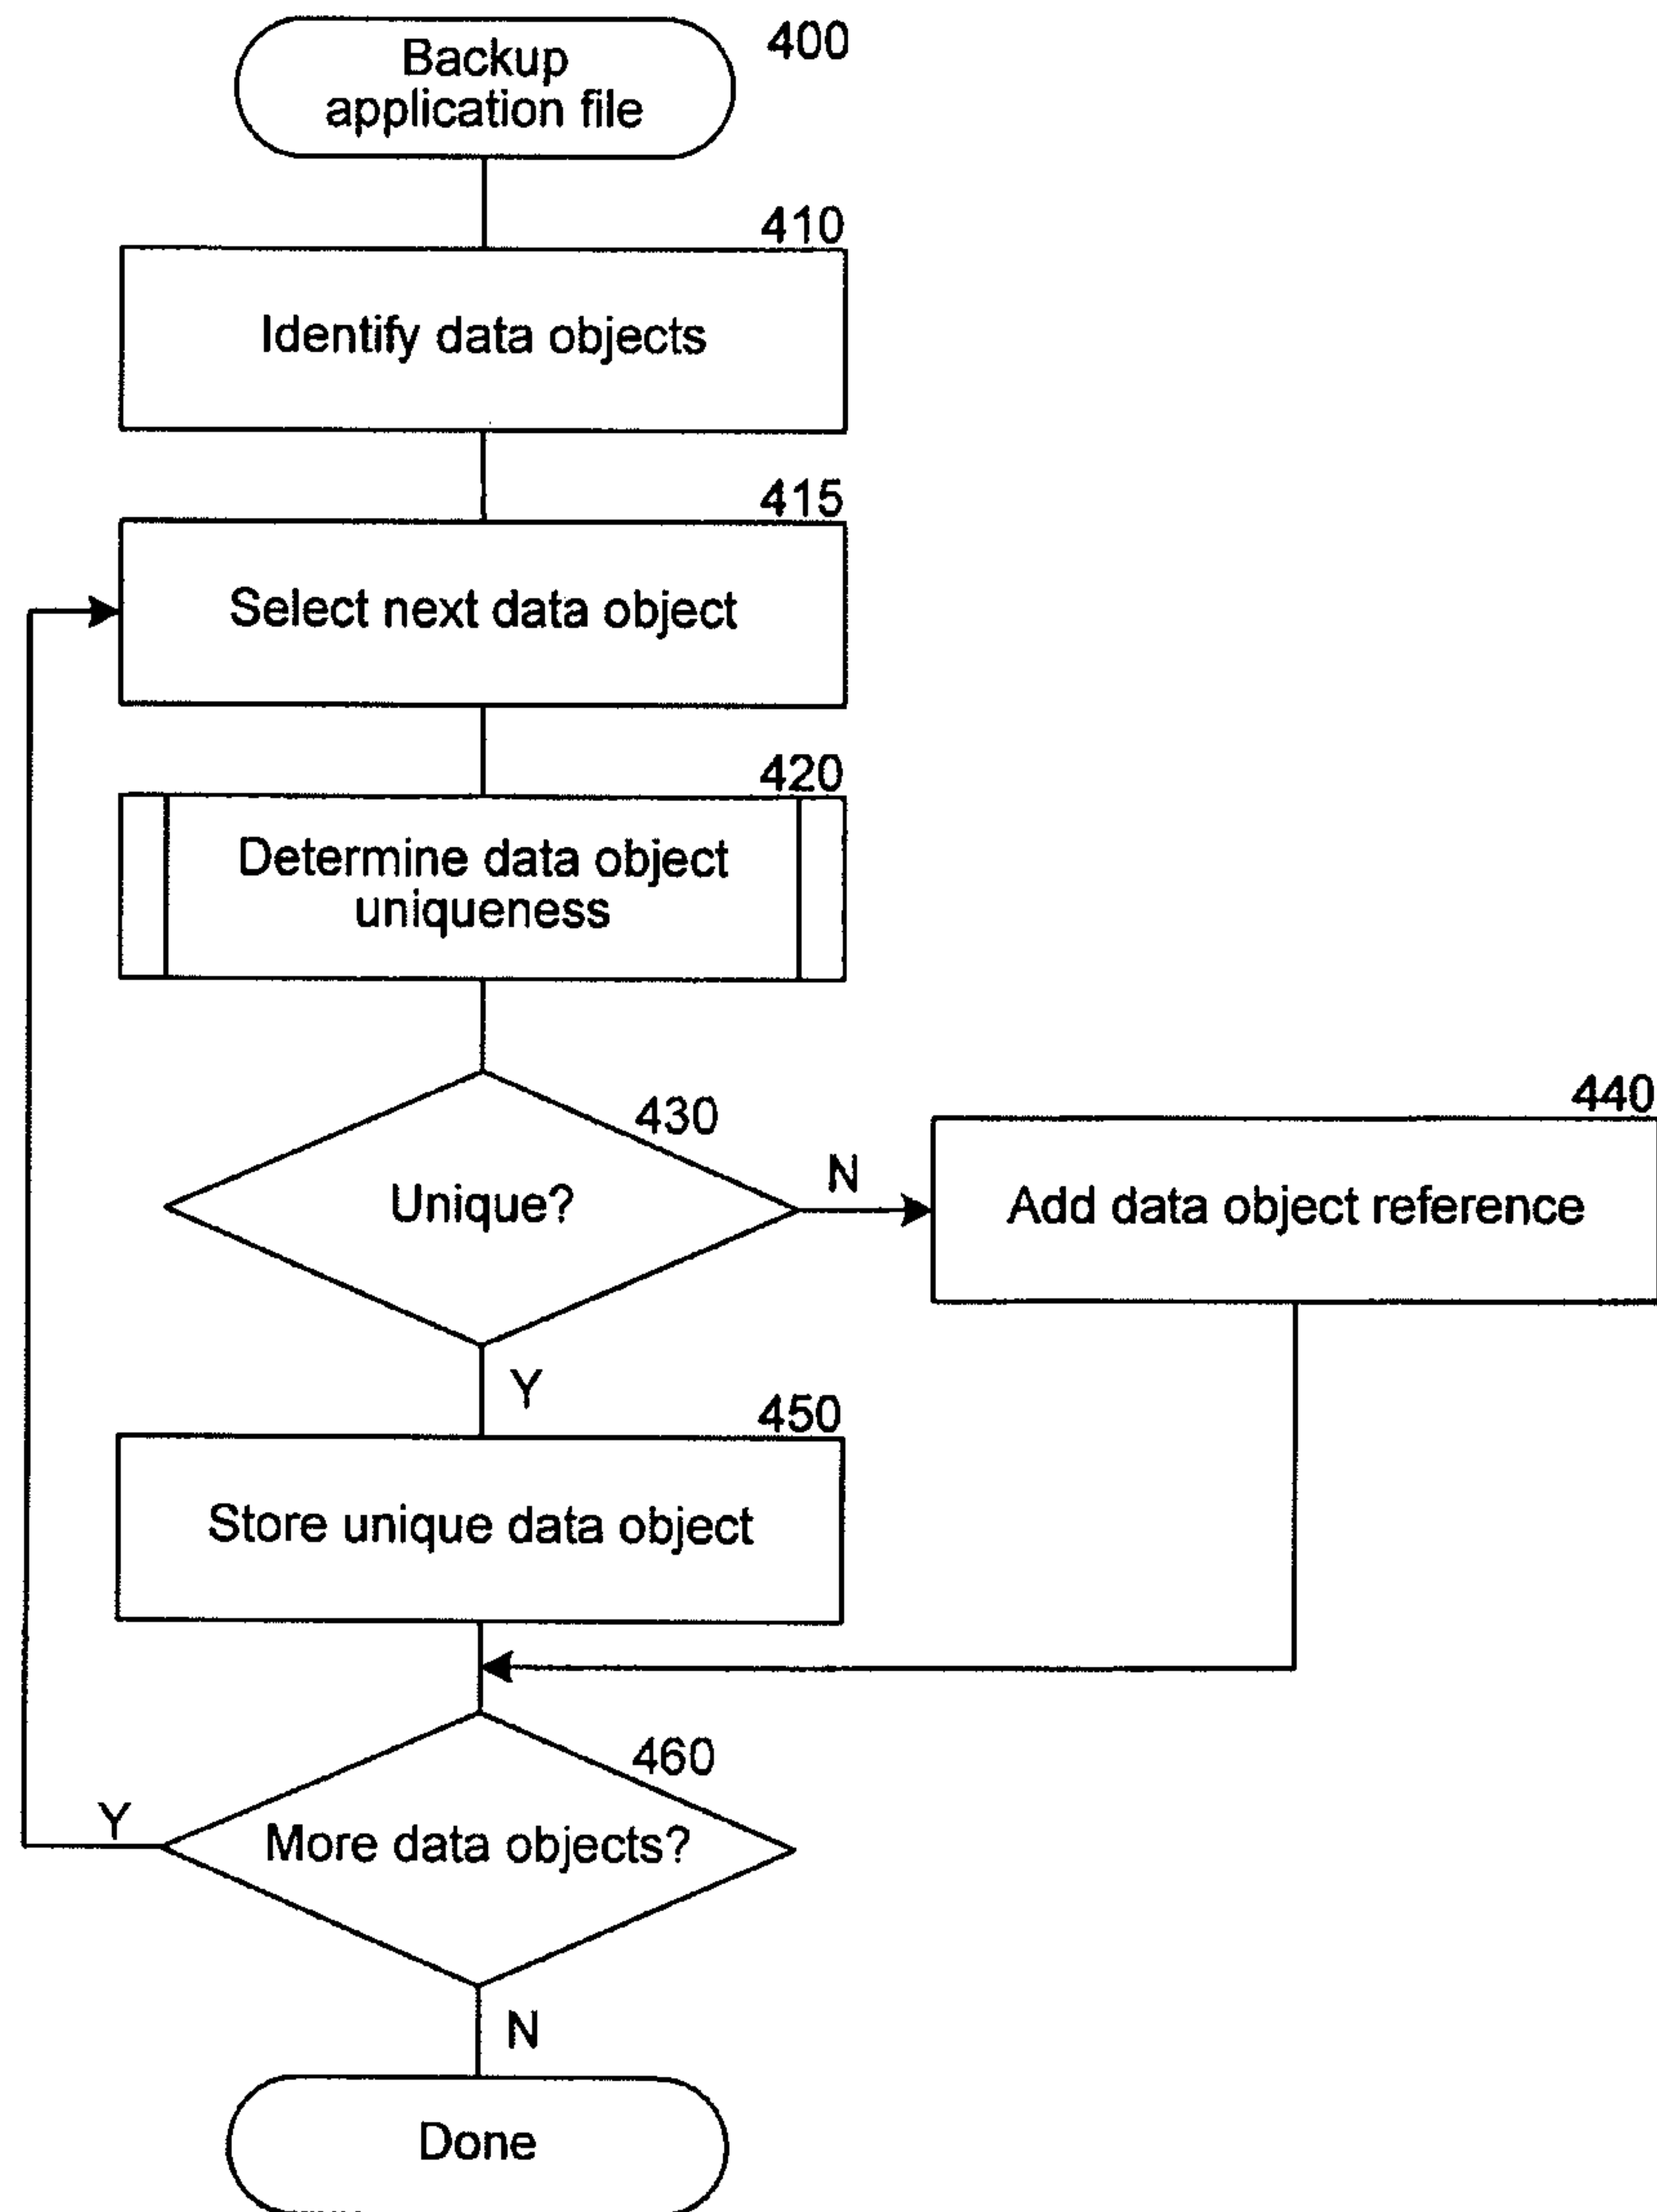 400
Backup
application file
410
Identify data objects
415
Select next data object
420
Determine data object
uniqueness
430
Unique?
N
440
Add data object reference
Y
450
Store unique data object
460
More data objects?
Y
N
Done